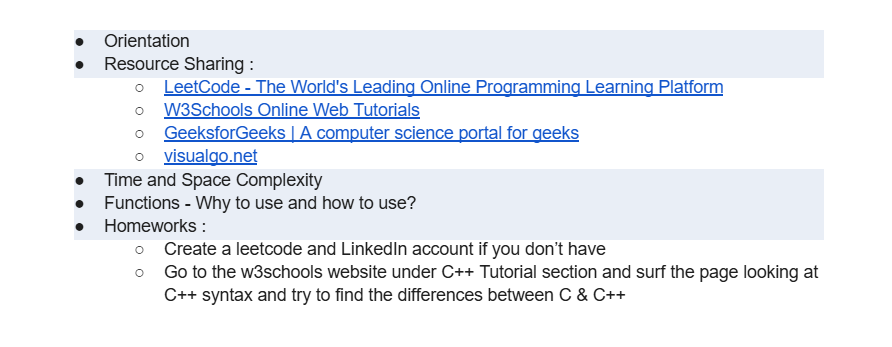 ● Orientation
● Resource Sharing :
○ LeetCode - The World's Leading Online Programming Learning Platform
○ W3Schools Online Web Tutorials
○ GeeksforGeeks | A computer science portal for geeks
○ visualgo.net
● Time and Space Complexity
● Functions - Why to use and how to use?
● Homeworks :
○ Create a leetcode and LinkedIn account if you don’t have
○ Go to the w3schools website under C++ Tutorial section and surf the page looking at
C++ syntax and try to find the differences between C & C++